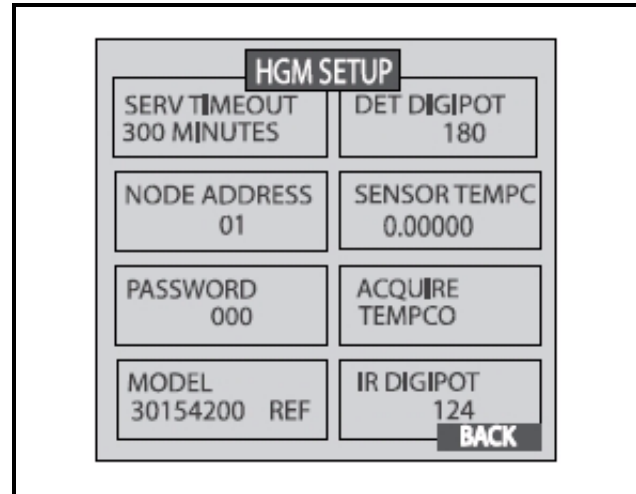 HGM SETUP
SERV TIMEOUT
300 MINUTES
DET DIGIPOT
180
NODE ADDRESS
01
SENSOR TEMPC
0.00000
PASSWORD
000
ACQUIRE
TEMPCO
MODEL
30154200 REF
IR DIGIPOT
124
BACK